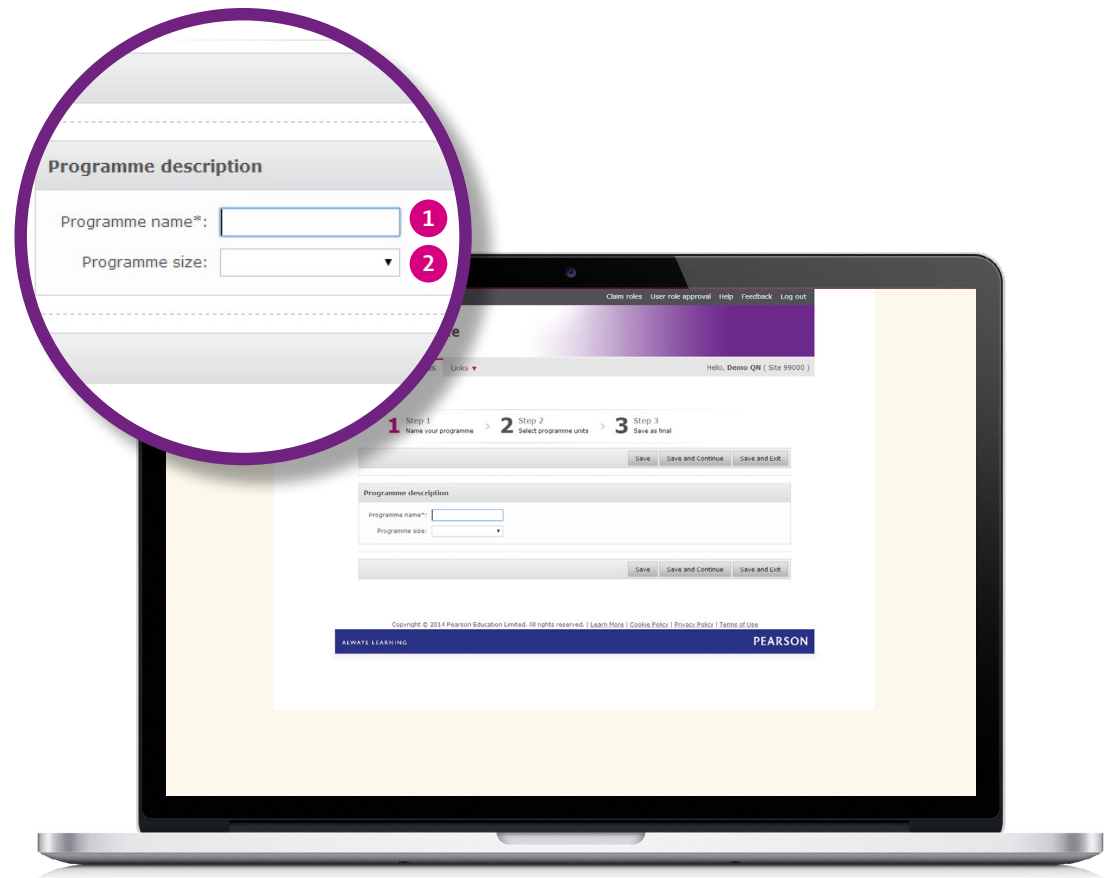 Programme description
Programme name*:
1
Programme size:
2
Claim roles User role approval Help Feedback Log out
Links
Hello, Demo QN ( Site 99000 )
1 Step 1 Name your programme > 2 Step 2 Select programme units > 3 Step 3 Save as final
Save Save and Continue Save and Exit
Programme description
Programme name*:
Programme size:
Save Save and Continue Save and Exit
Copyright © 2014 Pearson Education Limited. All rights reserved. | Learn More | Cookie Policy | Privacy Policy | Terms of Use
ALWAYS LEARNING
PEARSON